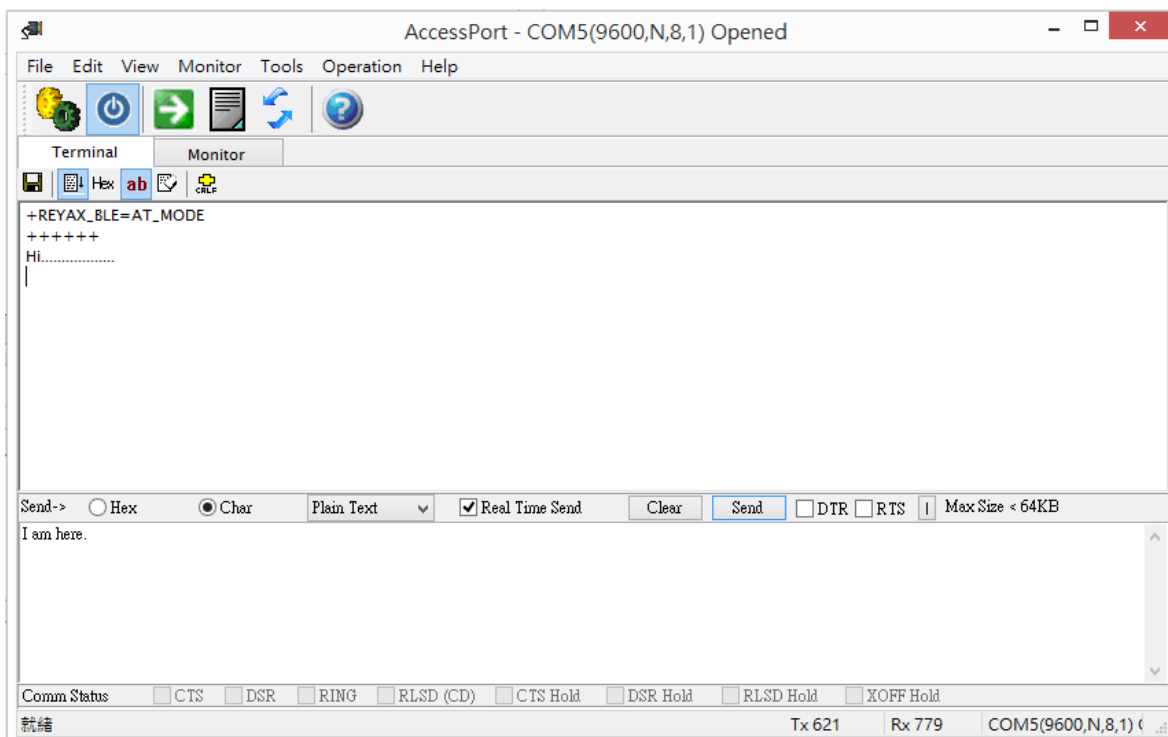 AccessPort - COM5(9600,N,8,1) Opened
File Edit View Monitor Tools Operation Help
Terminal Monitor
Hex ab CRLF
+REYAX_BLE=AT_MODE
++++++
Hi..................
Send-> Hex Char Plain Text Real Time Send Clear Send DTR RTS | Max Size < 64KB
I am here.
Comm Status CTS DSR RING RLSD (CD) CTS Hold DSR Hold RLSD Hold XOFF Hold
就緒 Tx 621 Rx 779 COM5(9600,N,8,1)